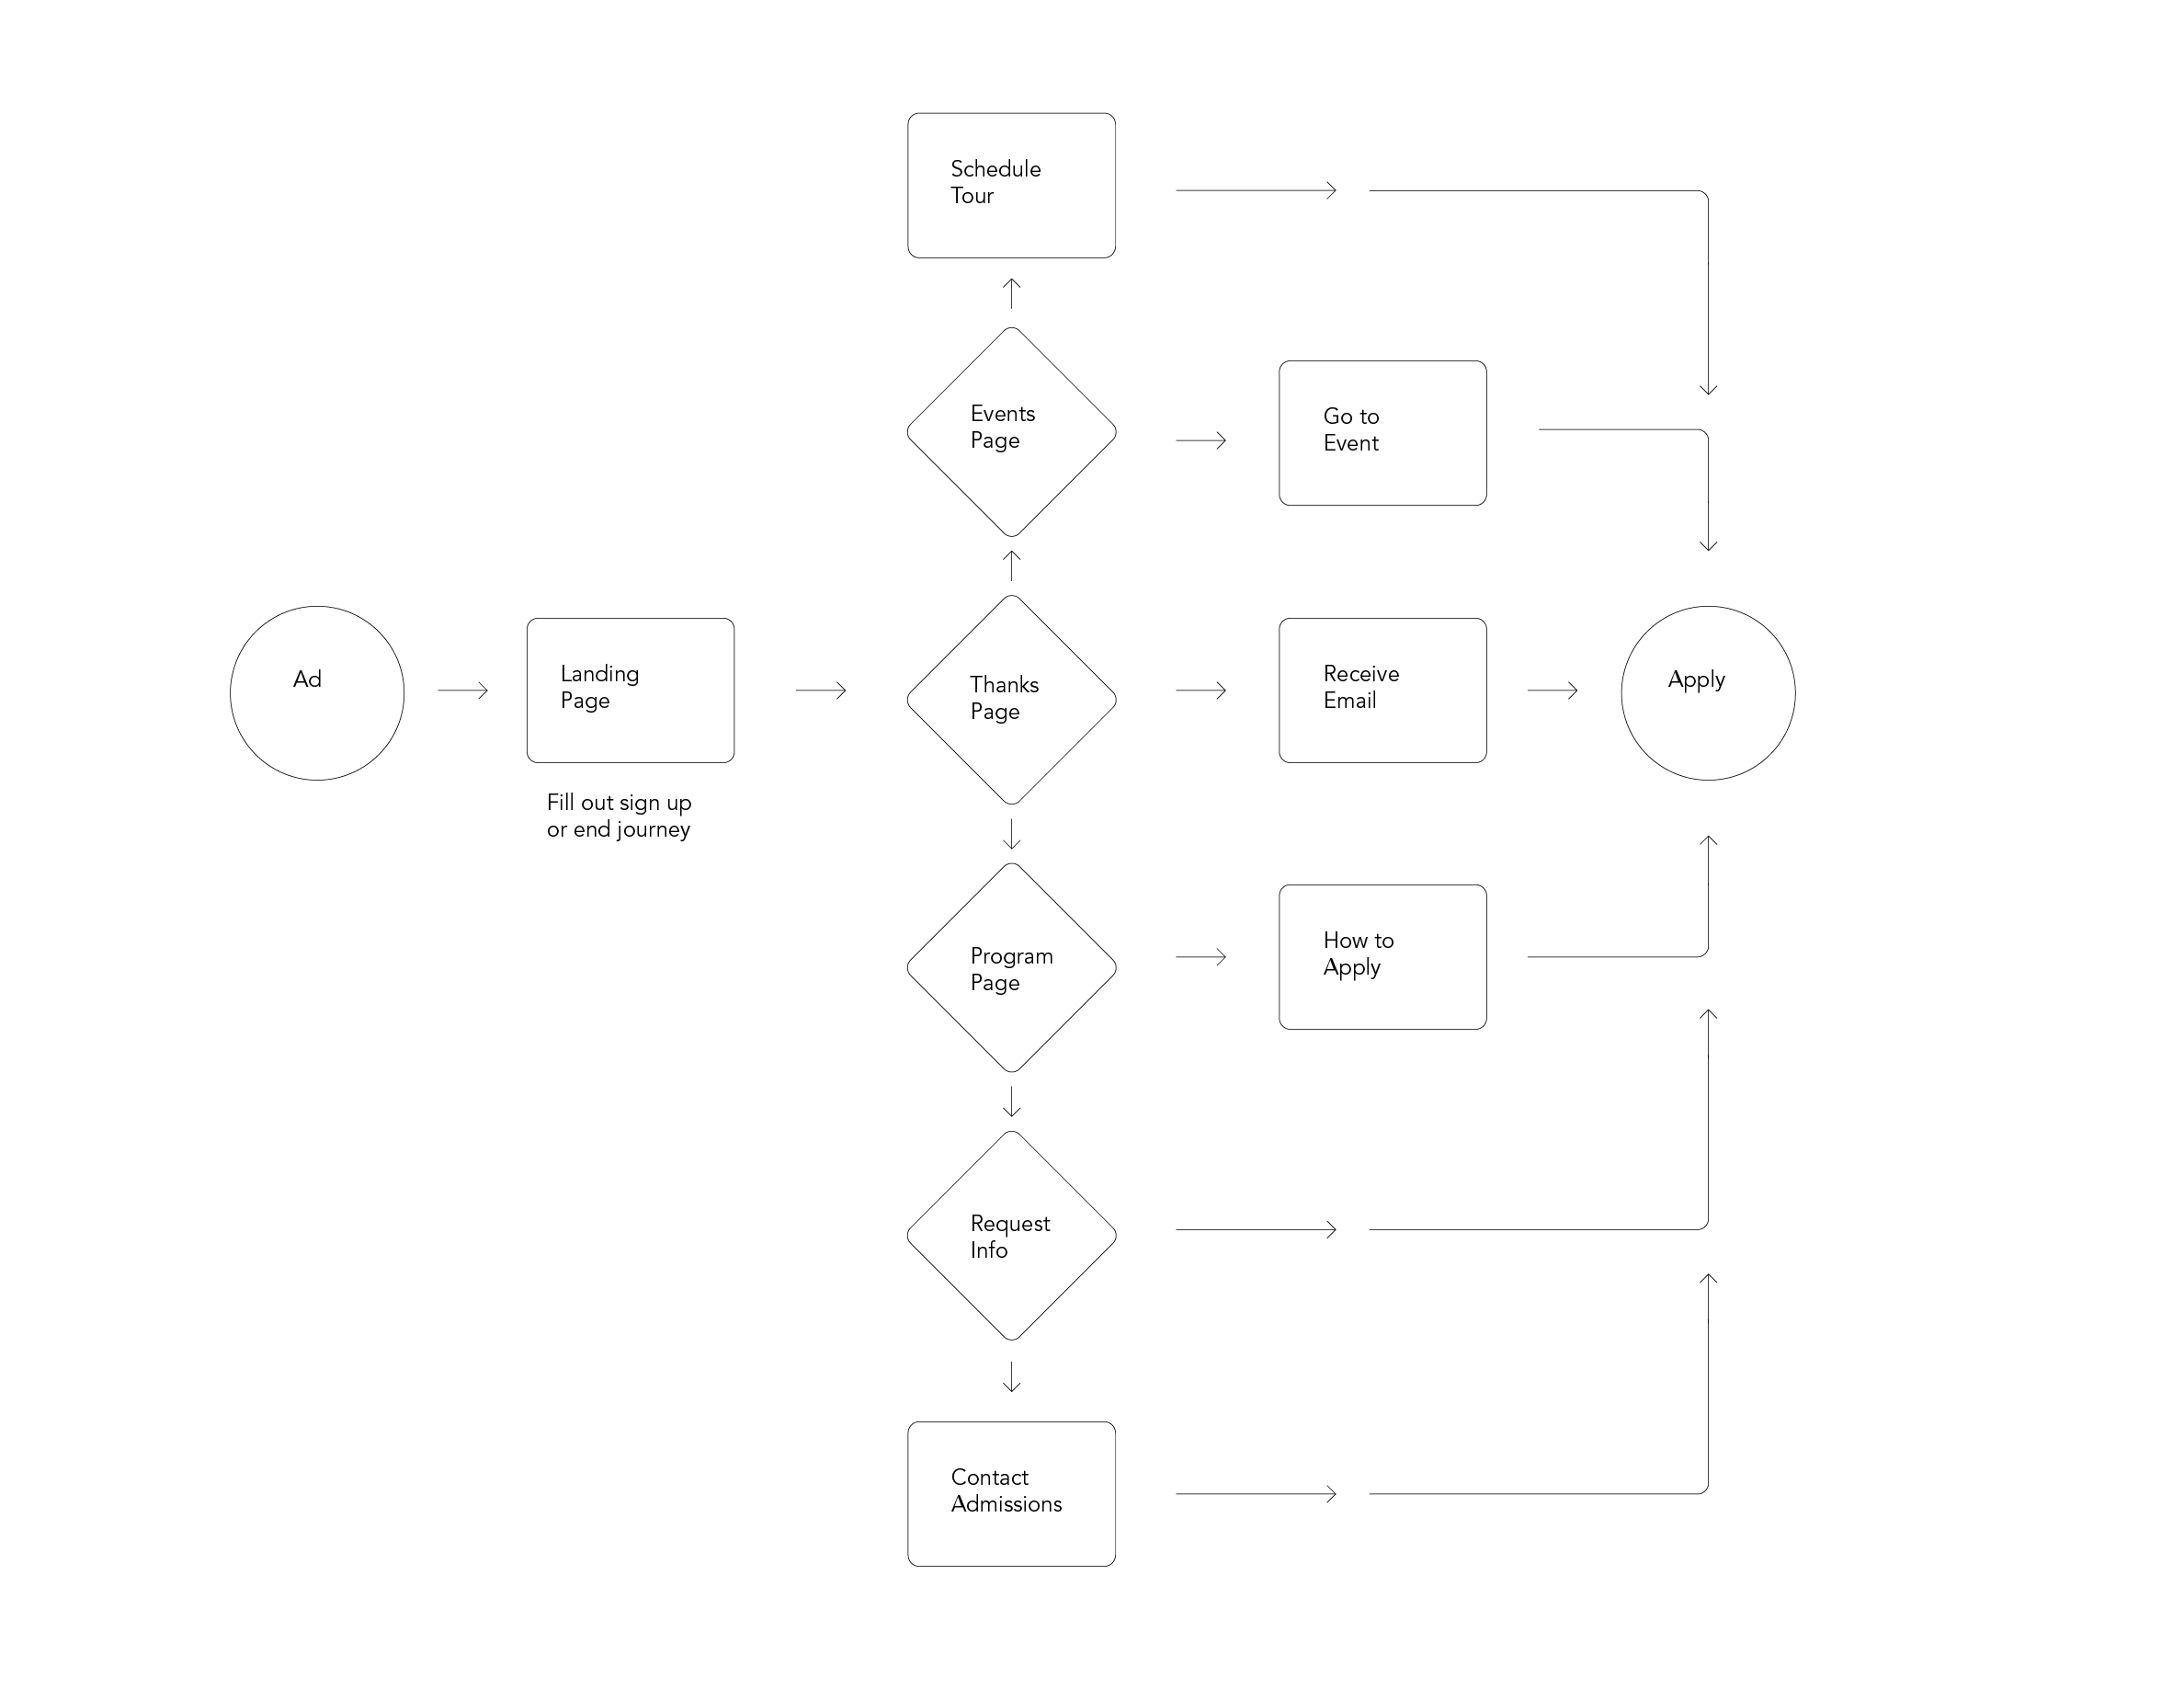 Schedule
Tour
Events
Page
Go to
Event
Ad
Landing
Page
Fill out sign up
or end journey
Thanks
Page
Receive
Email
Apply
Program
Page
How to
Apply
Request
Info
Contact
Admissions